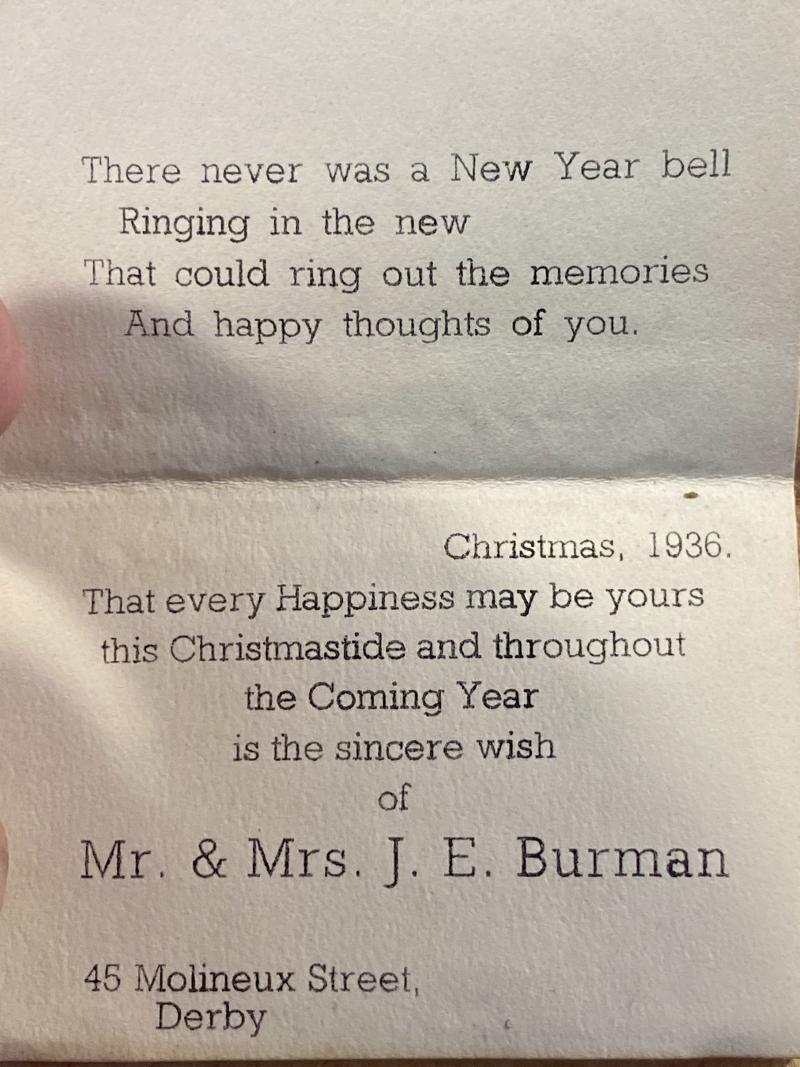 There never was a New Year bell
Ringing in the new
That could ring out the memories
And happy thoughts of you.
Christmas, 1936.
That every Happiness may be yours
this Christmastide and throughout
the Coming Year
is the sincere wish
of
Mr. & Mrs. J. E. Burman
45 Molineux Street,
Derby